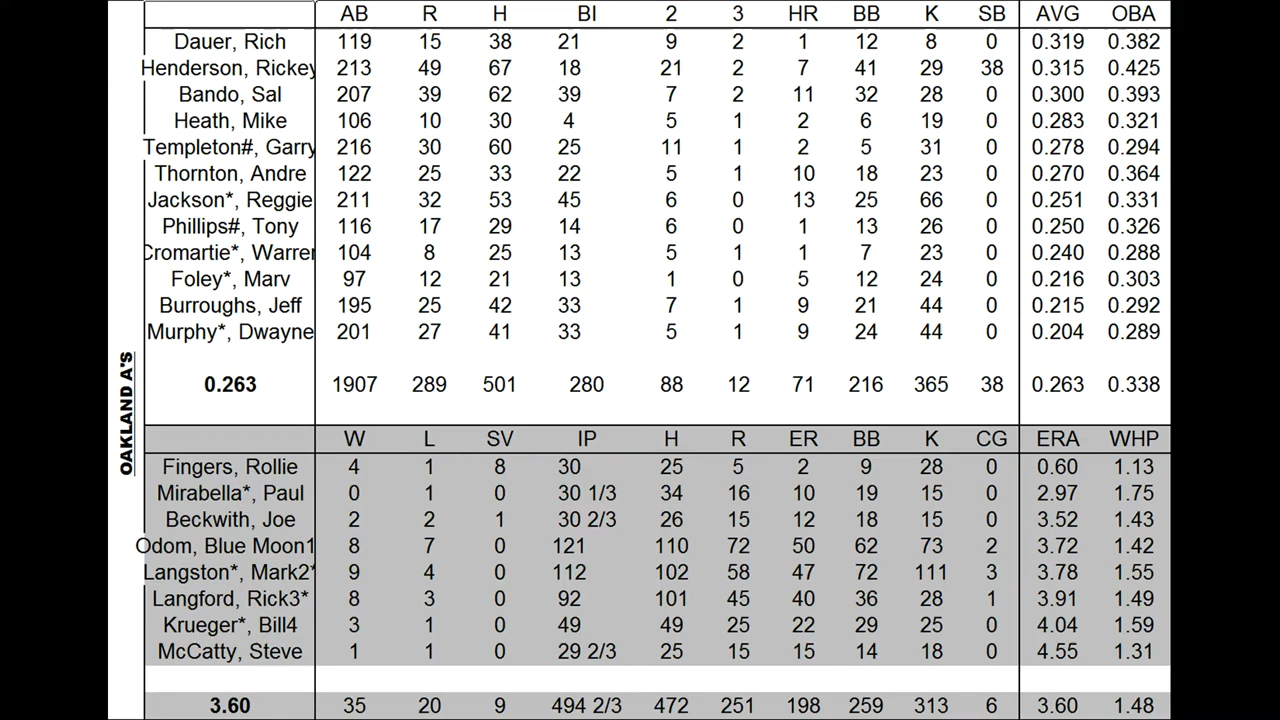 AB R H BI 2 3 HR BB K SB AVG OBA
Dauer, Rich 119 15 38 21 9 2 1 12 8 0 0.319 0.382
Henderson, Rickey 213 49 67 18 21 2 7 41 29 38 0.315 0.425
Bando, Sal 207 39 62 39 7 2 11 32 28 0 0.300 0.393
Heath, Mike 106 10 30 4 5 1 2 6 19 0 0.283 0.321
Templeton#, Garry 216 30 60 25 11 1 2 5 31 0 0.278 0.294
Thornton, Andre 122 25 33 22 5 1 10 18 23 0 0.270 0.364
Jackson*, Reggie 211 32 53 45 6 0 13 25 66 0 0.251 0.331
Phillips#, Tony 116 17 29 14 6 0 1 13 26 0 0.250 0.326
Cromartie*, Warren 104 8 25 13 5 1 1 7 23 0 0.240 0.288
Foley*, Marv 97 12 21 13 1 0 5 12 24 0 0.216 0.303
Burroughs, Jeff 195 25 42 33 7 1 9 21 44 0 0.215 0.292
Murphy*, Dwayne 201 27 41 33 5 1 9 24 44 0 0.204 0.289
0.263 1907 289 501 280 88 12 71 216 365 38 0.263 0.338
OAKLAND A'S
W L SV IP H R ER BB K CG ERA WHP
Fingers, Rollie 4 1 8 30 25 5 2 9 28 0 0.60 1.13
Mirabella*, Paul 0 1 0 30 1/3 34 16 10 19 15 0 2.97 1.75
Beckwith, Joe 2 2 1 30 2/3 26 15 12 18 15 0 3.52 1.43
Odom, Blue Moon1 8 7 0 121 110 72 50 62 73 2 3.72 1.42
Langston*, Mark2* 9 4 0 112 102 58 47 72 111 3 3.78 1.55
Langford, Rick3* 8 3 0 92 101 45 40 36 28 1 3.91 1.49
Krueger*, Bill4 3 1 0 49 49 25 22 29 25 0 4.04 1.59
McCatty, Steve 1 1 0 29 2/3 25 15 15 14 18 0 4.55 1.31
3.60 35 20 9 494 2/3 472 251 198 259 313 6 3.60 1.48